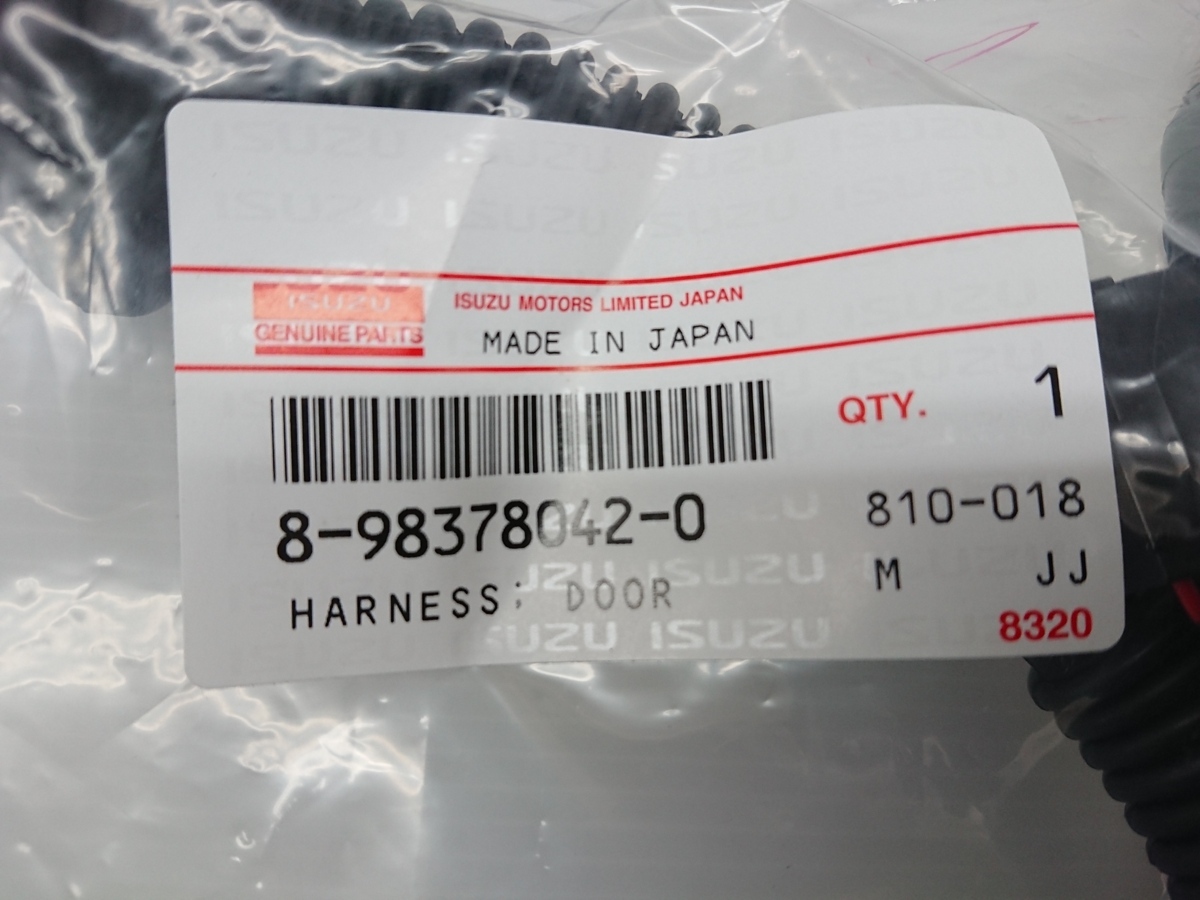 ISUZU
GENUINE PARTS
ISUZU MOTORS LIMITED JAPAN
MADE IN JAPAN
QTY. 1
8-98378042-0
810-018
HARNESS; DOOR
M JJ
8320